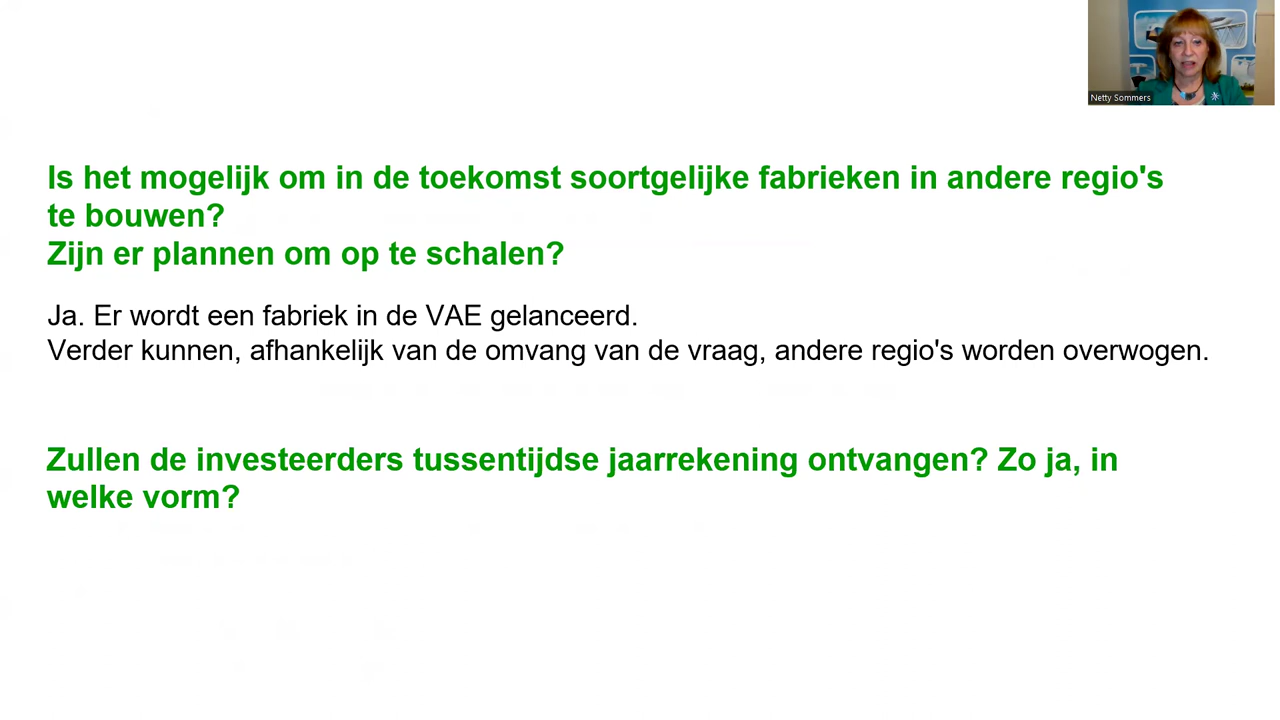 Netty Sommers
Is het mogelijk om in de toekomst soortgelijke fabrieken in andere regio's
te bouwen?
Zijn er plannen om op te schalen?
Ja. Er wordt een fabriek in de VAE gelanceerd.
Verder kunnen, afhankelijk van de omvang van de vraag, andere regio's worden overwogen.
Zullen de investeerders tussentijdse jaarrekening ontvangen? Zo ja, in
welke vorm?